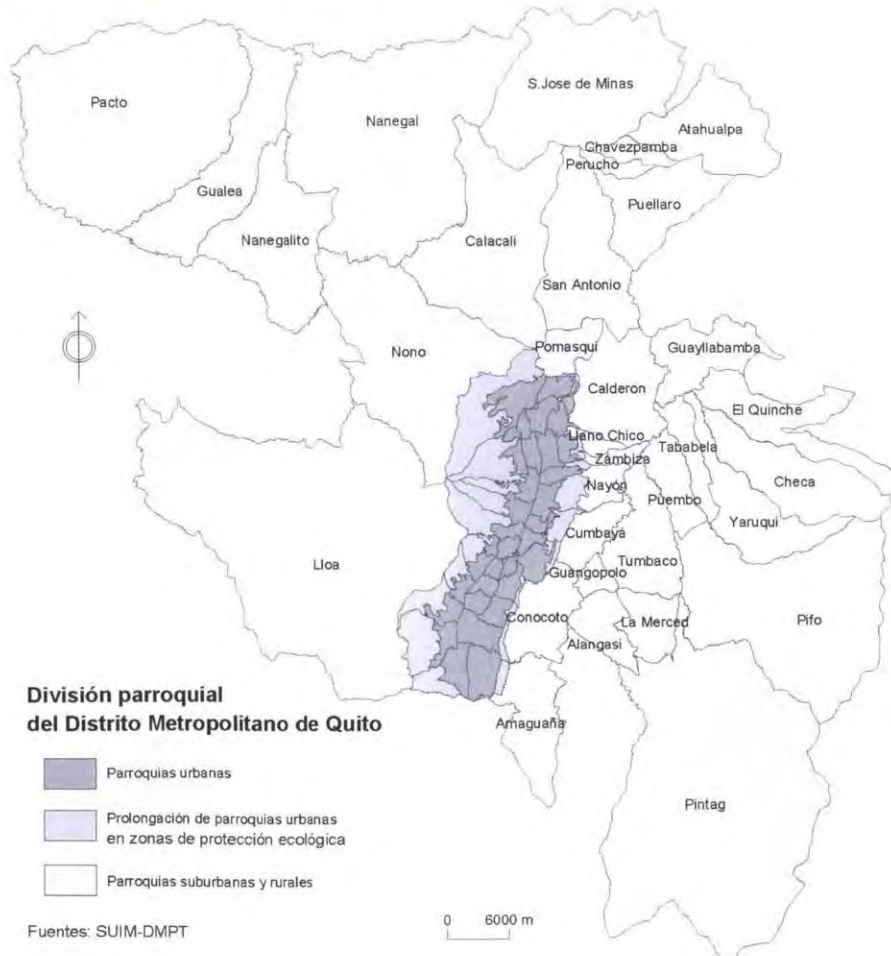 S.Jose de Minas
Pacto
Nanegal
Atahualpa
Chavezpamba
Perucho
Gualea
Puellaro
Nanegalito
Calacali
San Antonio
Nono
Pomasqui
Guayllabamba
Calderon
El Quinche
Llano Chico
Tababela
Zámbiza
Checa
Nayón
Puembo
Yaruqui
Cumbayá
Lloa
Tumbaco
Guangopolo
Conocoto
La Merced
Pifo
Alangasi
Amaguaña
Pintag
División parroquial
del Distrito Metropolitano de Quito
Parroquias urbanas
Prolongación de parroquias urbanas
en zonas de protección ecológica
Parroquias suburbanas y rurales
Fuentes: SUIM-DMPT
0 6000 m